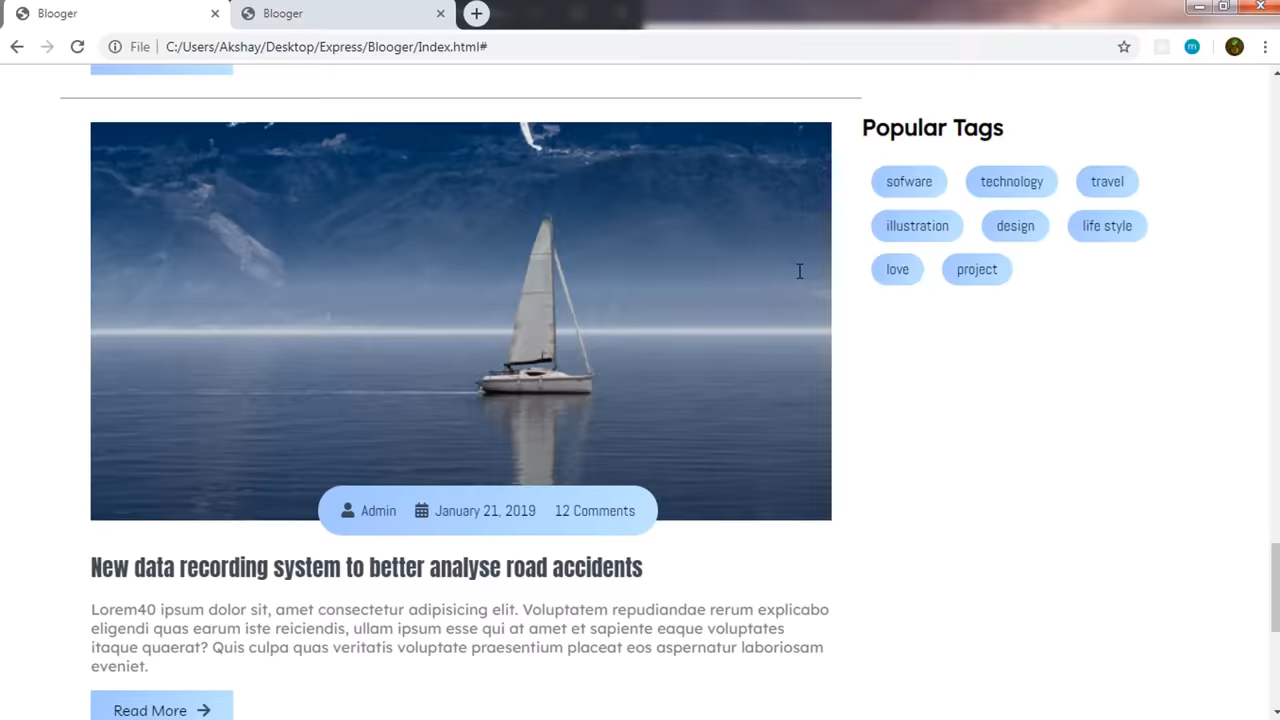 Blooger
Blooger
File
C:/Users/Akshay/Desktop/Express/Blooger/Index.html#
m
Popular Tags
sofware
technology
travel
illustration
design
life style
love
project
Admin
January 21, 2019
12 Comments
New data recording system to better analyse road accidents
Lorem40 ipsum dolor sit, amet consectetur adipisicing elit. Voluptatem repudiandae rerum explicabo
eligendi quas earum iste reiciendis, ullam ipsum esse qui at amet et sapiente eaque voluptates
itaque quaerat? Quis culpa quas veritatis voluptate praesentium placeat eos aspernatur laboriosam
eveniet.
Read More